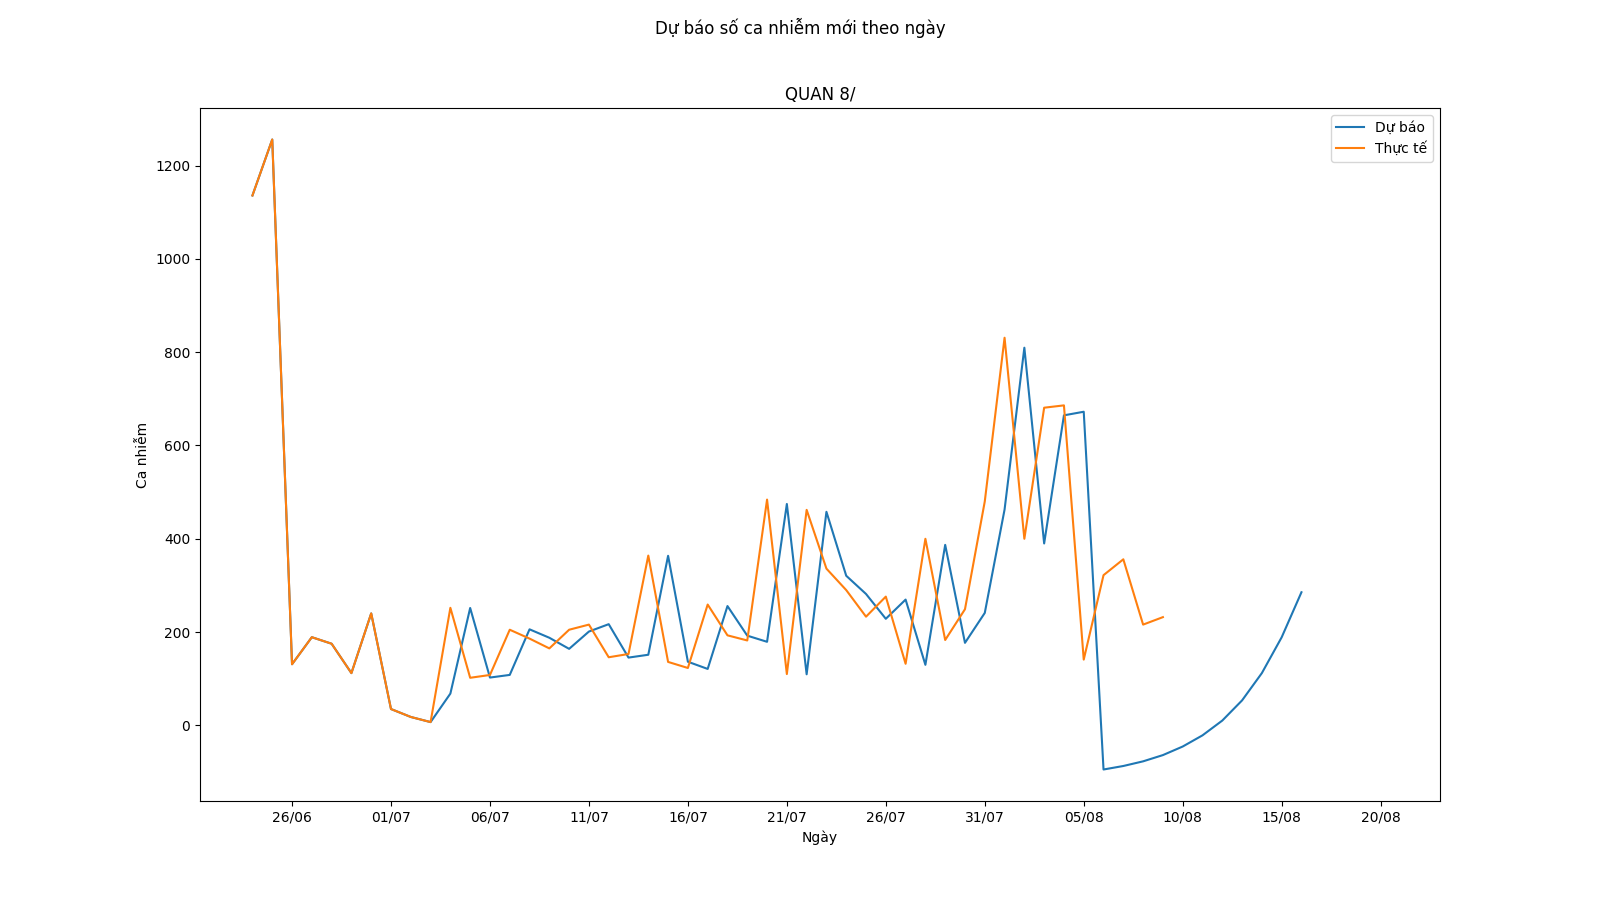 Dự báo số ca nhiễm mới theo ngày
QUAN 8/
Dự báo
Thực tế
1200
1000
800
600
400
200
0
Ca nhiễm
26/06 01/07 06/07 11/07 16/07 21/07 26/07 31/07 05/08 10/08 15/08 20/08
Ngày